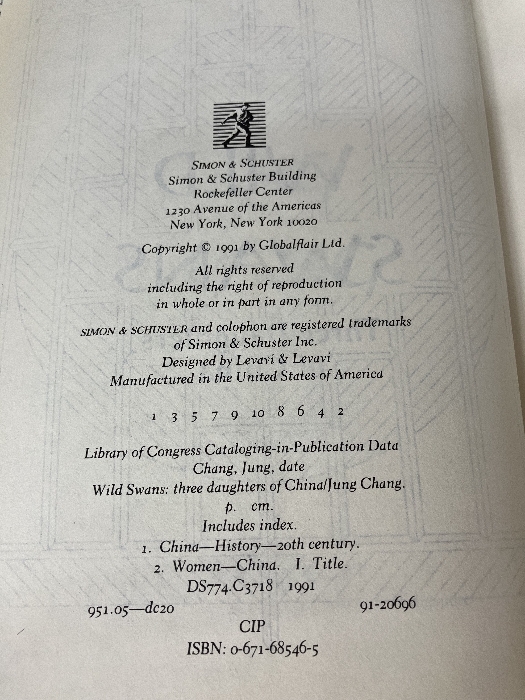 SIMON & SCHUSTER
Simon & Schuster Building
Rockefeller Center
1230 Avenue of the Americas
New York, New York 10020
Copyright © 1991 by Globalflair Ltd.
All rights reserved
including the right of reproduction
in whole or in part in any form.
SIMON & SCHUSTER and colophon are registered trademarks
of Simon & Schuster Inc.
Designed by Levavi & Levavi
Manufactured in the United States of America
1 3 5 7 9 10 8 6 4 2
Library of Congress Cataloging-in-Publication Data
Chang, Jung, date
Wild Swans: three daughters of China/Jung Chang.
p. cm.
Includes index.
1. China—History—20th century.
2. Women—China. I. Title.
DS774.C3718 1991
951.05—dc20 91-20696
CIP
ISBN: 0-671-68546-5